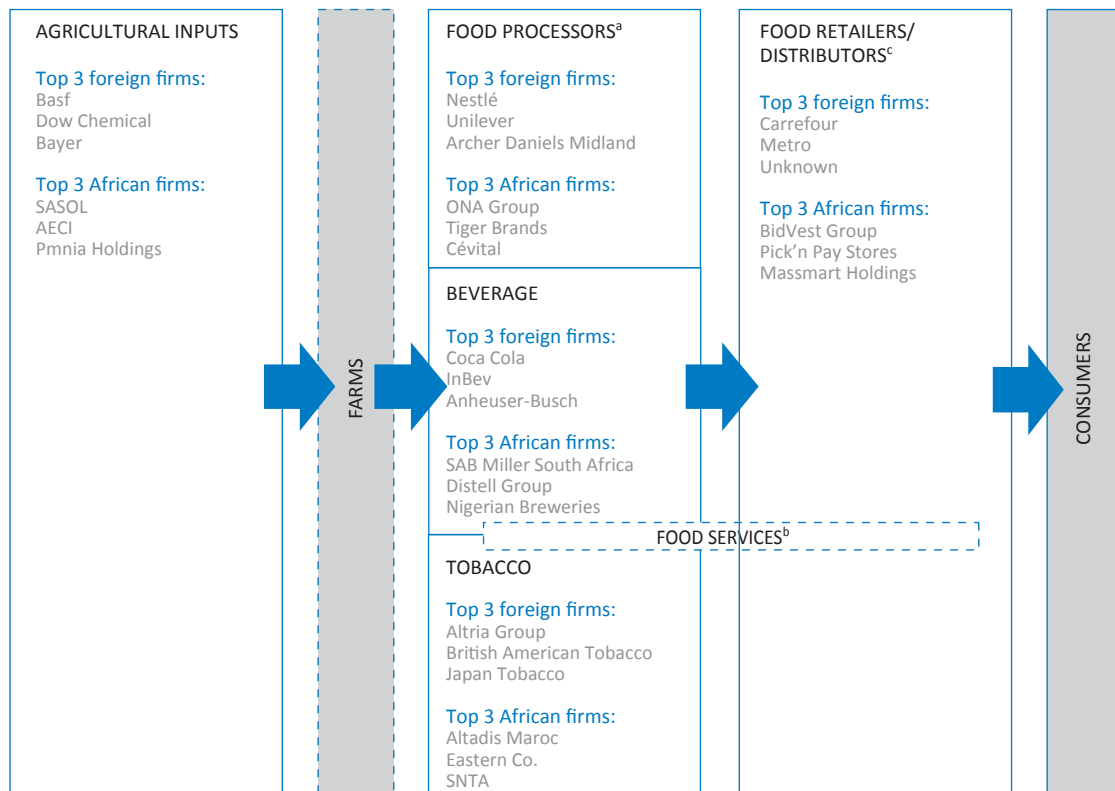 AGRICULTURAL INPUTS
Top 3 foreign firms:
Basf
Dow Chemical
Bayer
Top 3 African firms:
SASOL
AECI
Pmnia Holdings
FARMS
FOOD PROCESSORSᵃ
Top 3 foreign firms:
Nestlé
Unilever
Archer Daniels Midland
Top 3 African firms:
ONA Group
Tiger Brands
Cévital
BEVERAGE
Top 3 foreign firms:
Coca Cola
InBev
Anheuser-Busch
Top 3 African firms:
SAB Miller South Africa
Distell Group
Nigerian Breweries
FOOD SERVICESᵇ
TOBACCO
Top 3 foreign firms:
Altria Group
British American Tobacco
Japan Tobacco
Top 3 African firms:
Altadis Maroc
Eastern Co.
SNTA
FOOD RETAILERS/
DISTRIBUTORSᶜ
Top 3 foreign firms:
Carrefour
Metro
Unknown
Top 3 African firms:
BidVest Group
Pick'n Pay Stores
Massmart Holdings
CONSUMERS